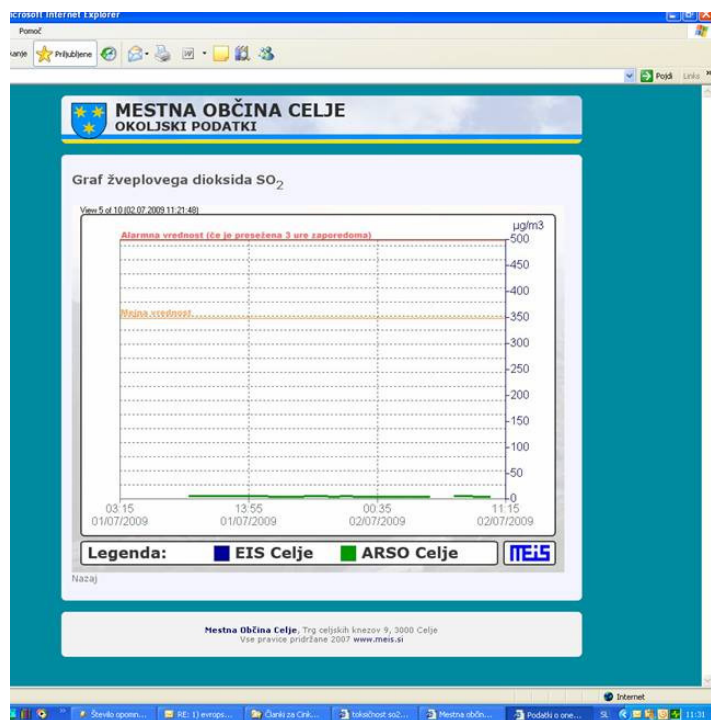 Microsoft Internet Explorer
Pomoč
Priljubljene
Pojdi
Links
MESTNA OBČINA CELJE
OKOLJSKI PODATKI
Graf žveplovega dioksida SO2
View 5 of 10 (02.07.2009 11:21:48)
µg/m3
Alarmna vrednost (če je presežena 3 ure zaporedoma)
500
450
400
Mejna vrednost
350
300
250
200
150
100
50
0
03:15 13:55 00:35 11:15
01/07/2009 01/07/2009 02/07/2009 02/07/2009
Legenda: EIS Celje ARSO Celje MEIS
Nazaj
Mestna Občina Celje, Trg celjskih knezov 9, 3000 Celje
Vse pravice pridržane 2007 www.meis.si
Internet
Število opomn... RE: 1) evrops... Članki za Cink... toksičnost so2... Mestna občin... Podatki o one... SL 11:31